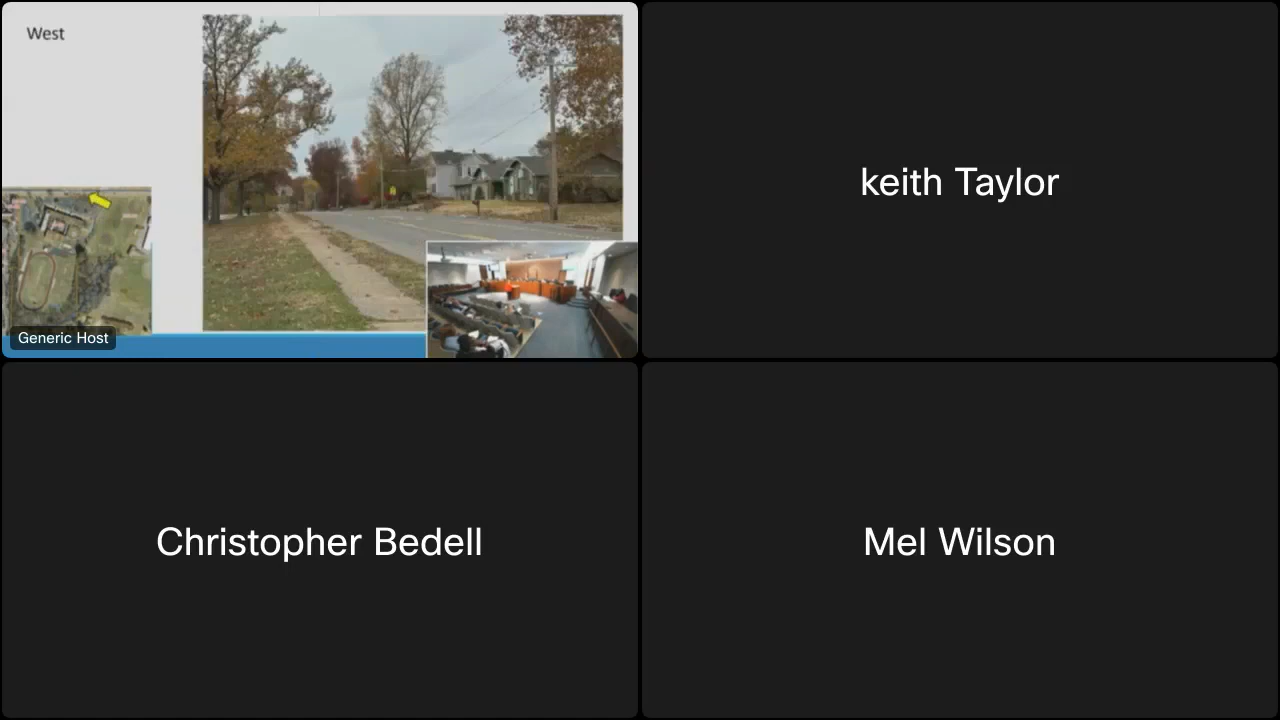 West
Generic Host
keith Taylor
Christopher Bedell
Mel Wilson